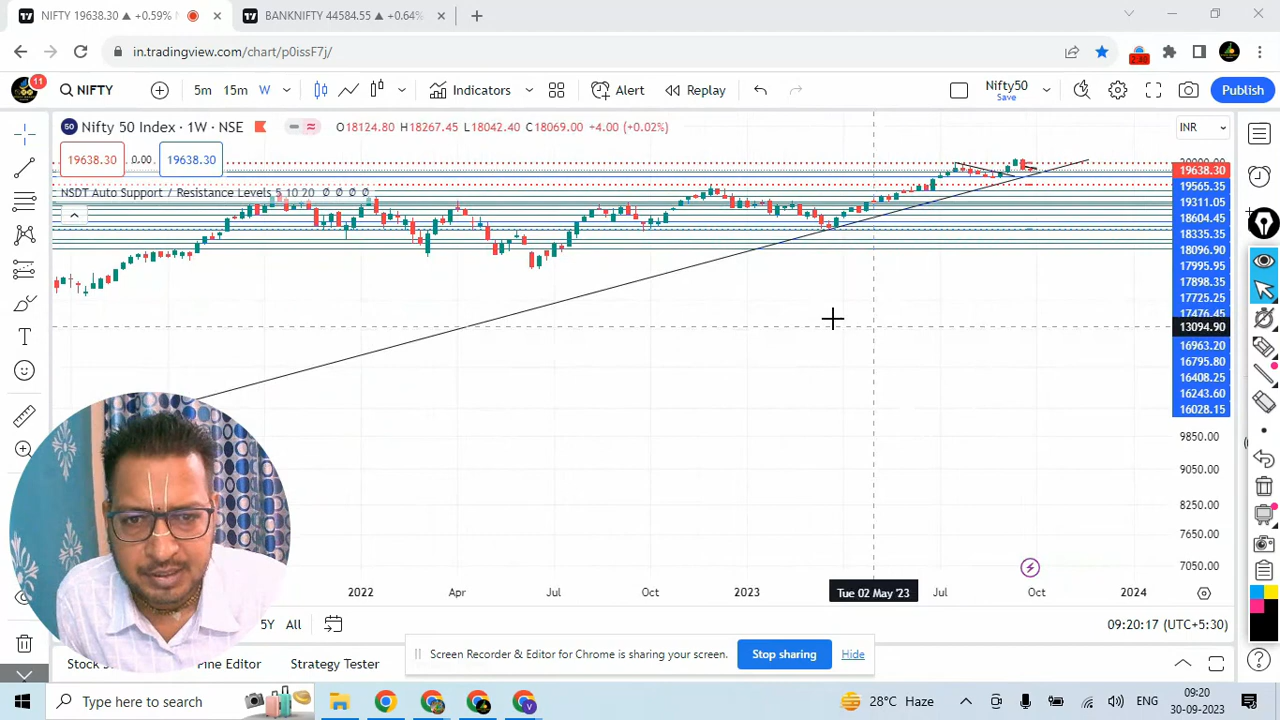 NIFTY 19638.30 ▲ +0.59%
BANKNIFTY 44584.55 ▲ +0.64%
in.tradingview.com/chart/p0issF7j/
11
NIFTY
5m 15m W
Indicators
Alert
Replay
Nifty50
Save
Publish
50 Nifty 50 Index · 1W · NSE
O18124.80 H18267.45 L18042.40 C18069.00 +4.00 (+0.02%)
INR
19638.30 0.00 19638.30
NSDT Auto Support / Resistance Levels 5 10 20 ∅ ∅ ∅ ∅
19638.30
19565.35
19311.05
18604.45
18335.35
18096.90
17995.95
17898.35
17725.25
17476.45
13094.90
16963.20
16795.80
16408.25
16243.60
16028.15
9850.00
9050.00
8250.00
7650.00
7050.00
2022 Apr Jul Oct 2023 Tue 02 May '23 Jul Oct 2024
5Y All
09:20:17 (UTC+5:30)
Screen Recorder & Editor for Chrome is sharing your screen.
Stop sharing
Hide
Strategy Tester
Type here to search
28°C Haze
ENG
09:20
30-09-2023